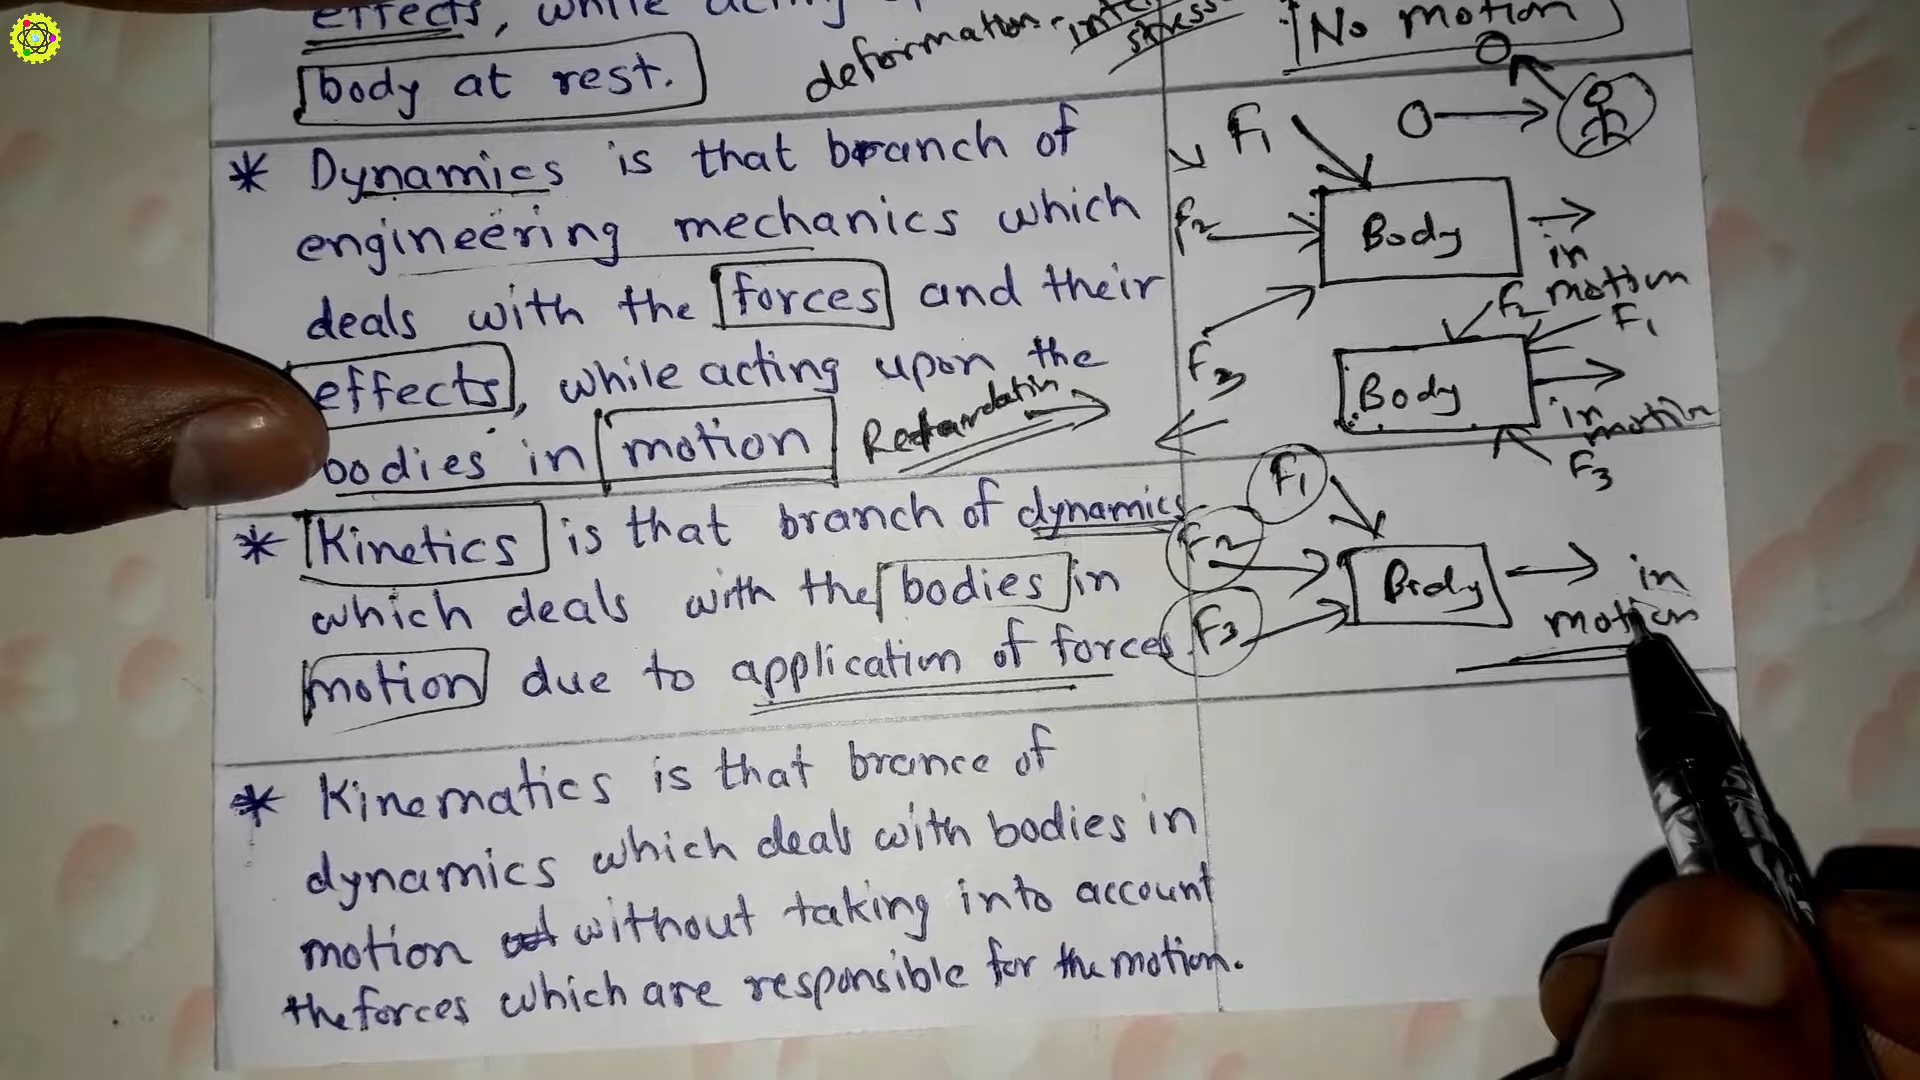 effects, while
deformation
stress
No motion
body at rest.
* Dynamics is that branch of
engineering mechanics which
deals with the forces and their
effects, while acting upon the
bodies in motion
Retardatin
F1
F2
F3
Body
in
motion
F2
F1
Body
in
motion
F3
* Kinetics is that branch of dynamics
which deals with the bodies in
motion due to application of forces
F1
F2
F3
Body
in
motion
* Kinematics is that brance of
dynamics which deals with bodies in
motion without taking into account
the forces which are responsible for the motion.